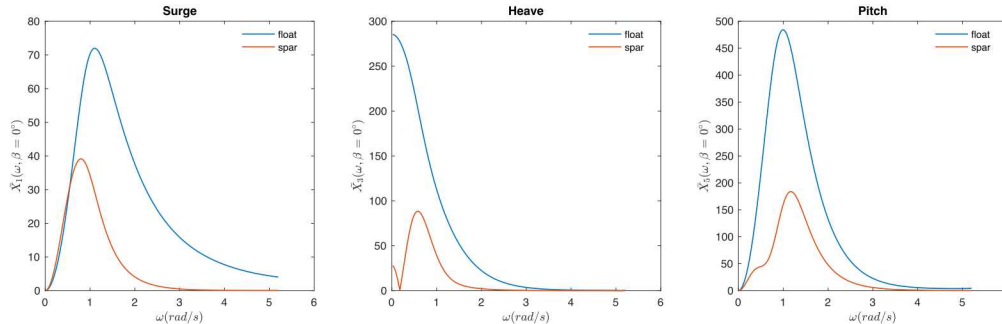 Surge
float
spar
80
70
60
50
40
30
20
10
0
0 1 2 3 4 5 6
X̄₁(ω, β = 0°)
ω(rad/s)
Heave
float
spar
300
250
200
150
100
50
0
0 1 2 3 4 5 6
X̄₃(ω, β = 0°)
ω(rad/s)
Pitch
float
spar
500
450
400
350
300
250
200
150
100
50
0
0 1 2 3 4 5 6
X̄₅(ω, β = 0°)
ω(rad/s)